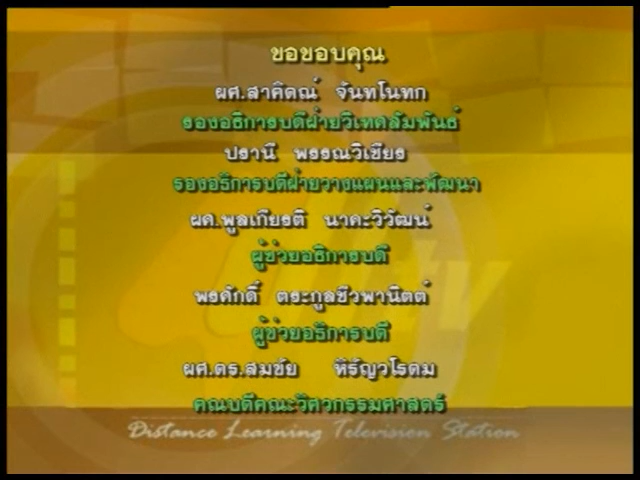 ขอขอบคุณ
ผศ.สาคิดณ์ จันทโนทก
รองอธิการบดีฝ่ายวิเทศสัมพันธ์
ปรานี พรรณวิเชียร
รองอธิการบดีฝ่ายวางแผนและพัฒนา
ผศ.พูลเกียรติ นาคะวิวัฒน์
ผู้ช่วยอธิการบดี
พรศักดิ์ ตระกูลชีวพานิตต์
ผู้ช่วยอธิการบดี
ผศ.ดร.สมชัย หิรัญวโรดม
คณบดีคณะวิศวกรรมศาสตร์
Distance Learning Television Station